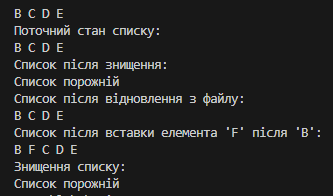 B C D E
Поточний стан списку:
B C D E
Список після знищення:
Список порожній
Список після відновлення з файлу:
B C D E
Список після вставки елемента 'F' після 'B':
B F C D E
Знищення списку:
Список порожній